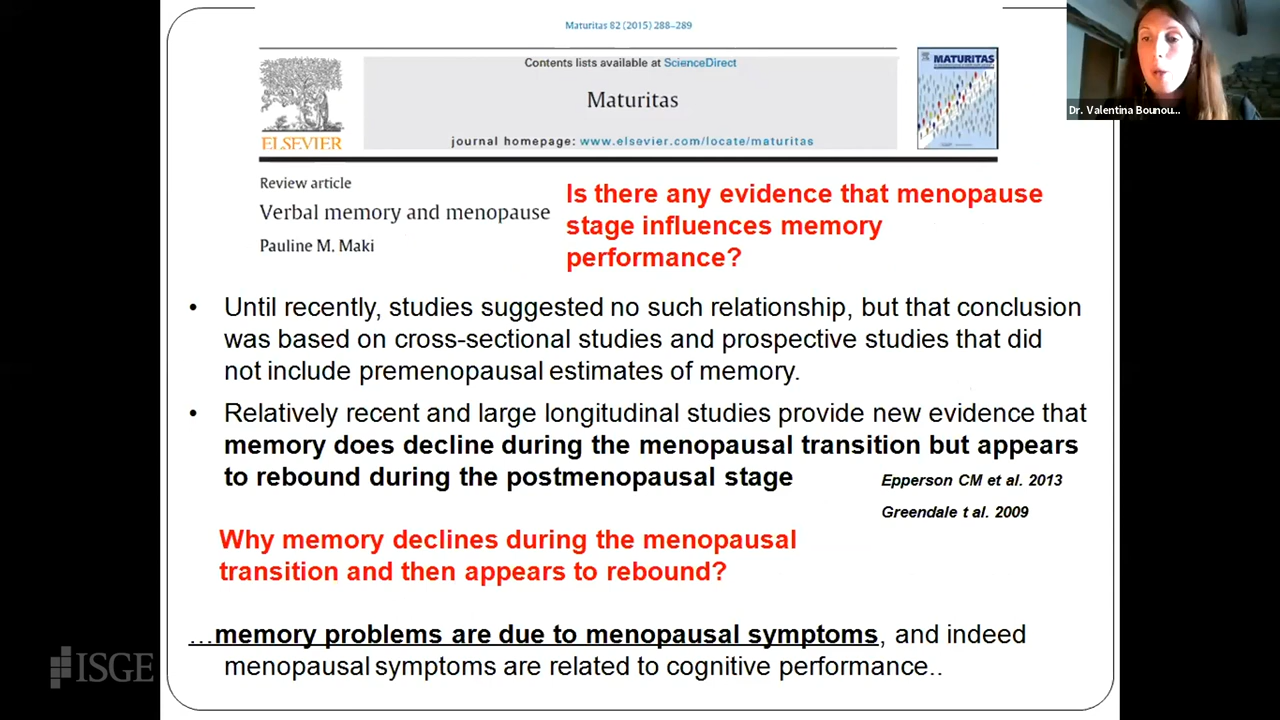 Maturitas 82 (2015) 288–289
Contents lists available at ScienceDirect
Maturitas
journal homepage: www.elsevier.com/locate/maturitas
ELSEVIER
MATURITAS
Dr. Valentina Bounou...
Review article
Verbal memory and menopause
Pauline M. Maki
Is there any evidence that menopause
stage influences memory
performance?
• Until recently, studies suggested no such relationship, but that conclusion
was based on cross-sectional studies and prospective studies that did
not include premenopausal estimates of memory.
• Relatively recent and large longitudinal studies provide new evidence that
memory does decline during the menopausal transition but appears
to rebound during the postmenopausal stage
Epperson CM et al. 2013
Greendale t al. 2009
Why memory declines during the menopausal
transition and then appears to rebound?
…memory problems are due to menopausal symptoms, and indeed
menopausal symptoms are related to cognitive performance..
ISGE